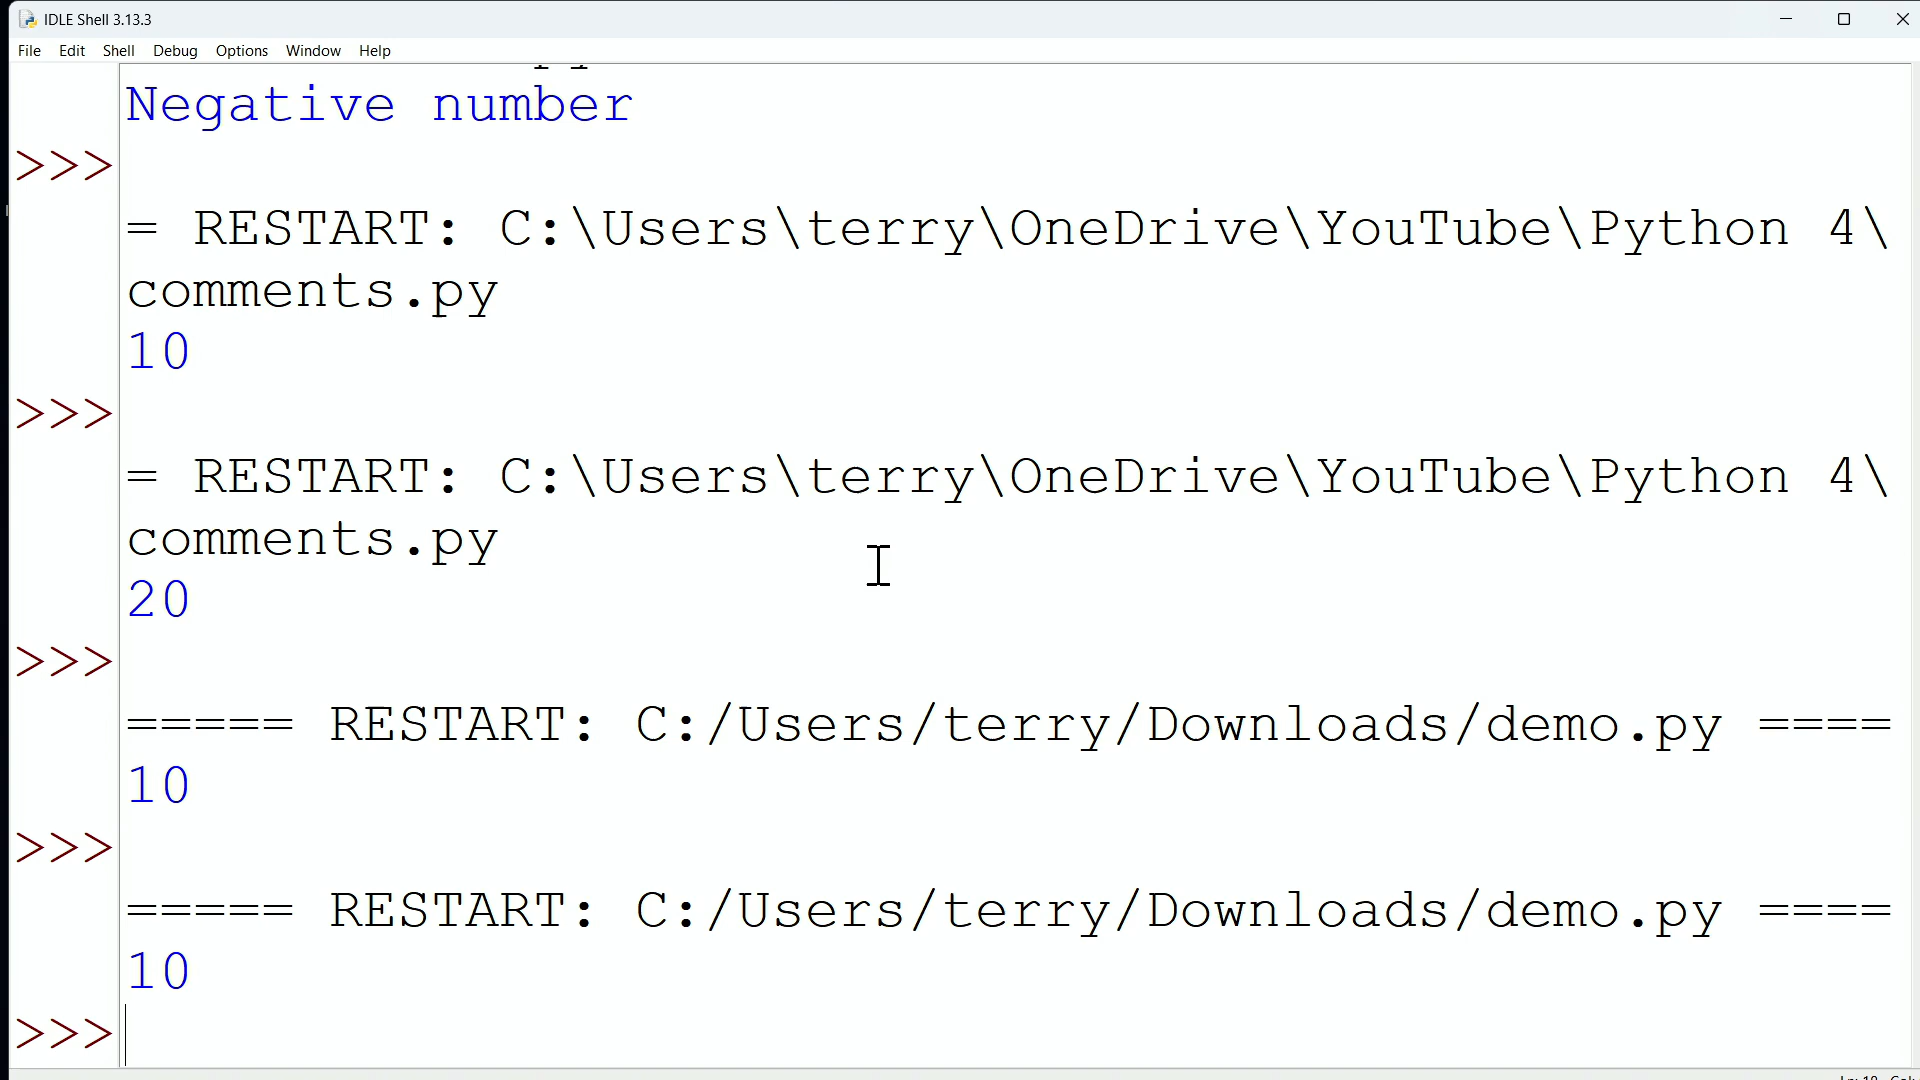 IDLE Shell 3.13.3
File Edit Shell Debug Options Window Help
Negative number
>>>
= RESTART: C:\Users\terry\OneDrive\YouTube\Python 4\
comments.py
10
>>>
= RESTART: C:\Users\terry\OneDrive\YouTube\Python 4\
comments.py
20
>>>
===== RESTART: C:/Users/terry/Downloads/demo.py ====
10
>>>
===== RESTART: C:/Users/terry/Downloads/demo.py ====
10
>>>